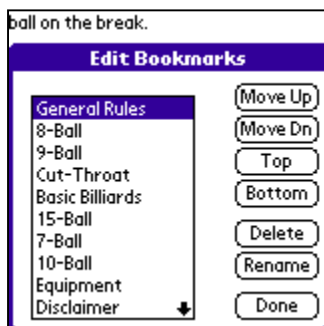 ball on the break.
Edit Bookmarks
General Rules
8-Ball
9-Ball
Cut-Throat
Basic Billiards
15-Ball
7-Ball
10-Ball
Equipment
Disclaimer
Move Up
Move Dn
Top
Bottom
Delete
Rename
Done